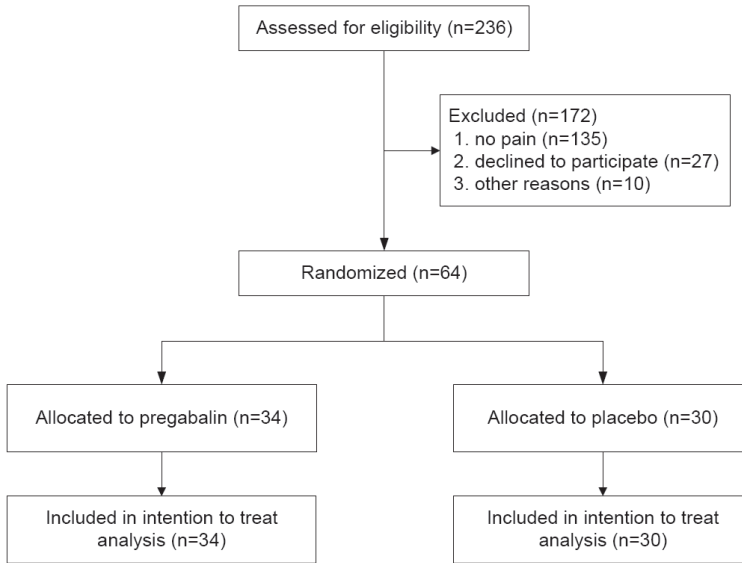 Assessed for eligibility (n=236)
Excluded (n=172)
1. no pain (n=135)
2. declined to participate (n=27)
3. other reasons (n=10)
Randomized (n=64)
Allocated to pregabalin (n=34)
Allocated to placebo (n=30)
Included in intention to treat
analysis (n=34)
Included in intention to treat
analysis (n=30)